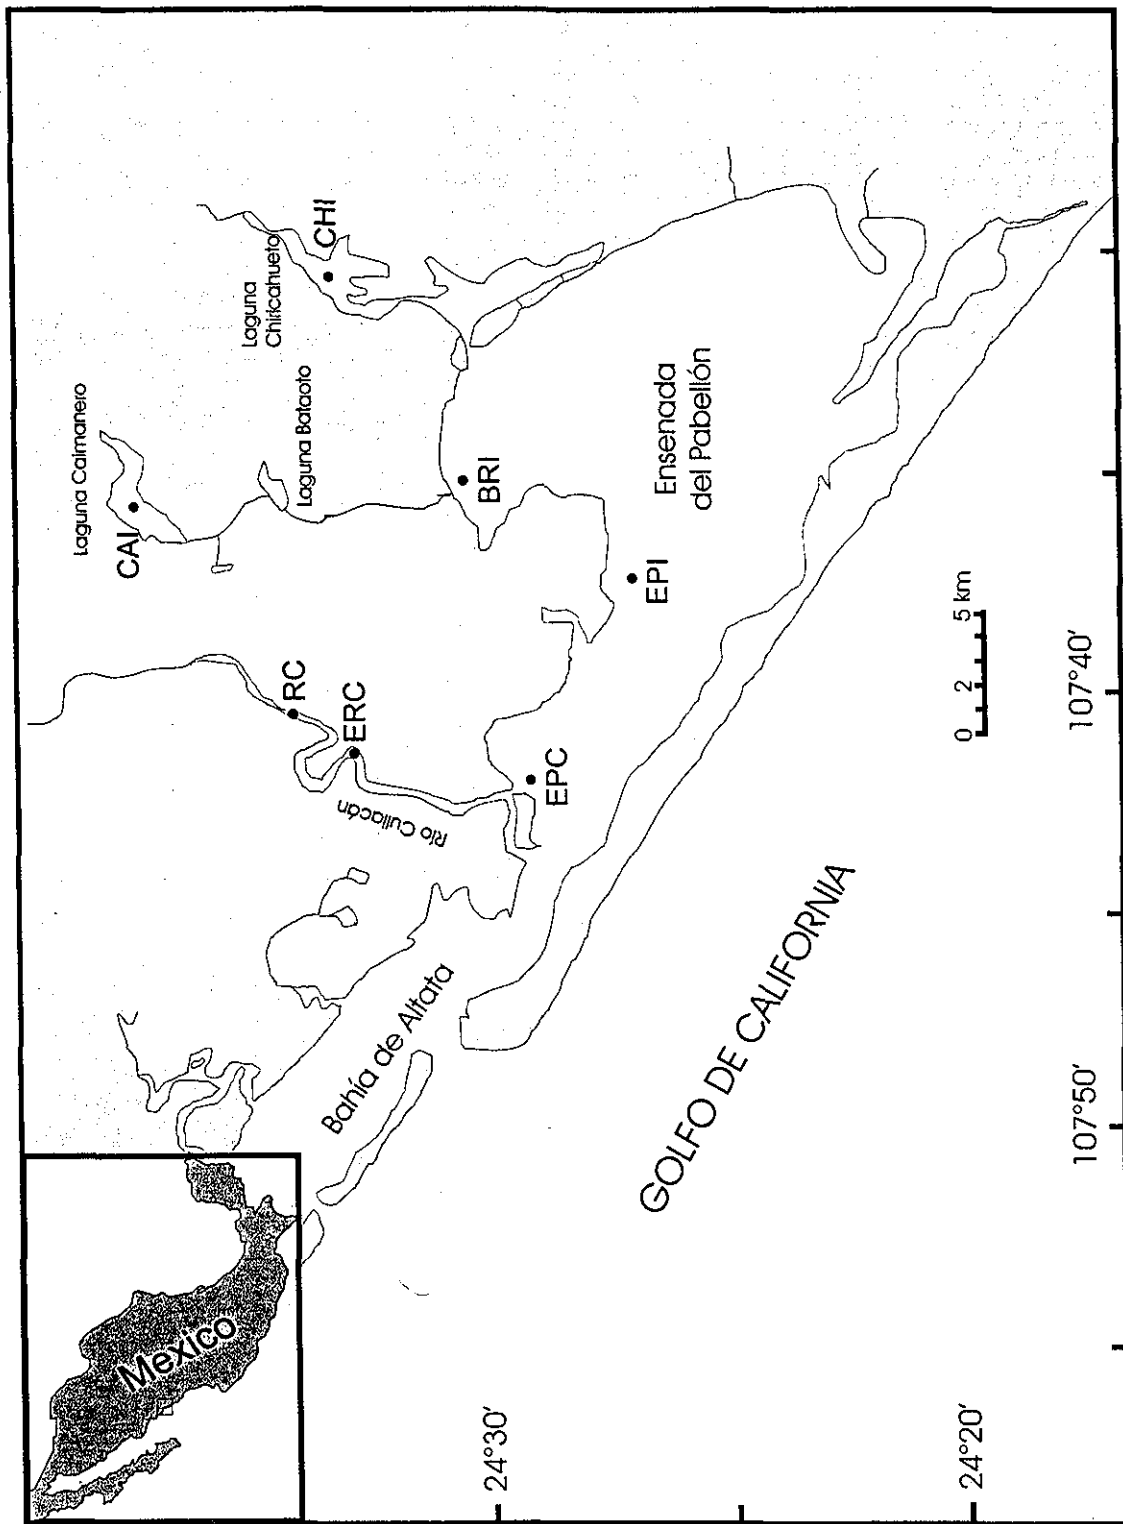 Mexico
Laguna Caimanero
CAI
Laguna Bataoto
Laguna
Chiricahueto
CHI
RC
ERC
Río Culiacán
BRI
EPI
EPC
Ensenada
del Pabellón
Bahía de Altata
GOLFO DE CALIFORNIA
0 2 5 km
24°30'
24°20'
107°50'
107°40'